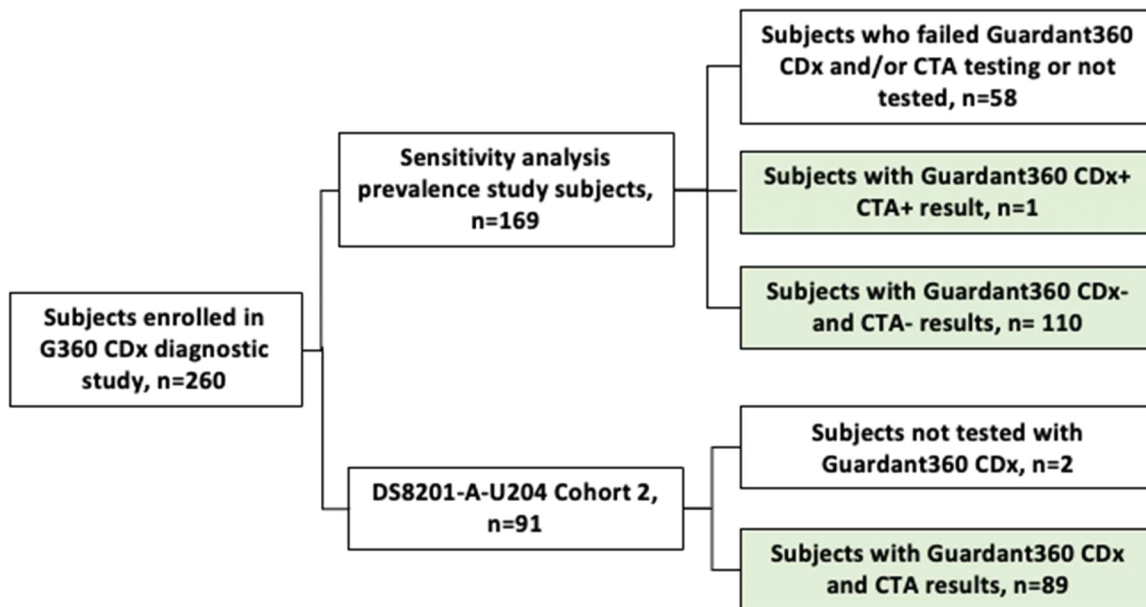 Subjects who failed Guardant360
CDx and/or CTA testing or not
tested, n=58
Sensitivity analysis
prevalence study subjects,
n=169
Subjects with Guardant360 CDx+
CTA+ result, n=1
Subjects with Guardant360 CDx-
and CTA- results, n= 110
Subjects enrolled in
G360 CDx diagnostic
study, n=260
Subjects not tested with
Guardant360 CDx, n=2
DS8201-A-U204 Cohort 2,
n=91
Subjects with Guardant360 CDx
and CTA results, n=89